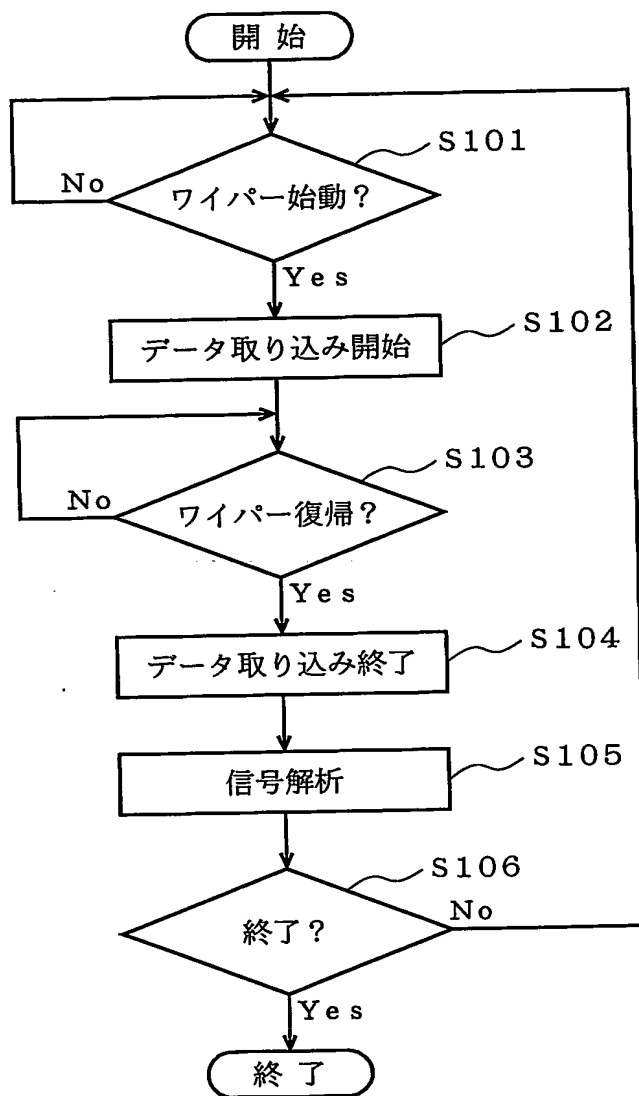 開始
S101
ワイパー始動?
No
Yes
データ取り込み開始
S102
S103
ワイパー復帰?
No
Yes
データ取り込み終了
S104
信号解析
S105
S106
終了?
No
Yes
終了